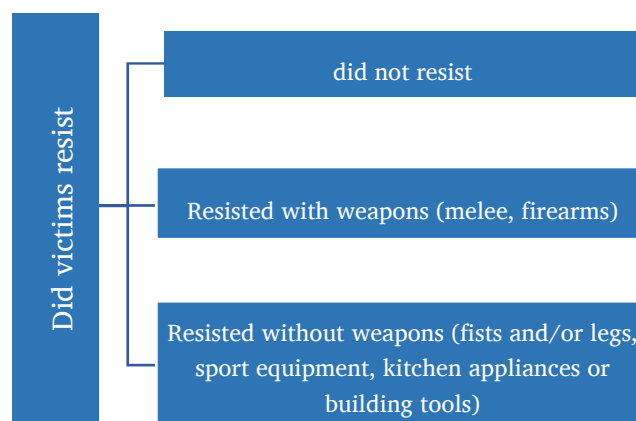 Did victims resist
did not resist
Resisted with weapons (melee, firearms)
Resisted without weapons (fists and/or legs,
sport equipment, kitchen appliances or
building tools)